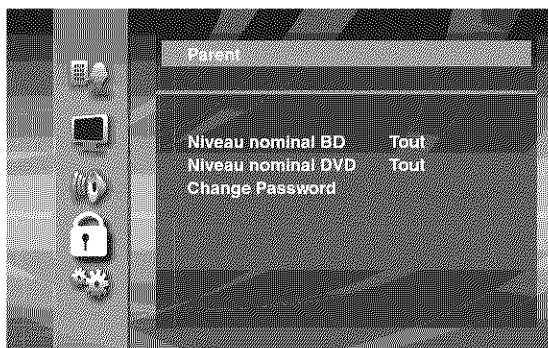 Parent
Niveau nominal BD Tout
Niveau nominal DVD Tout
Change Password